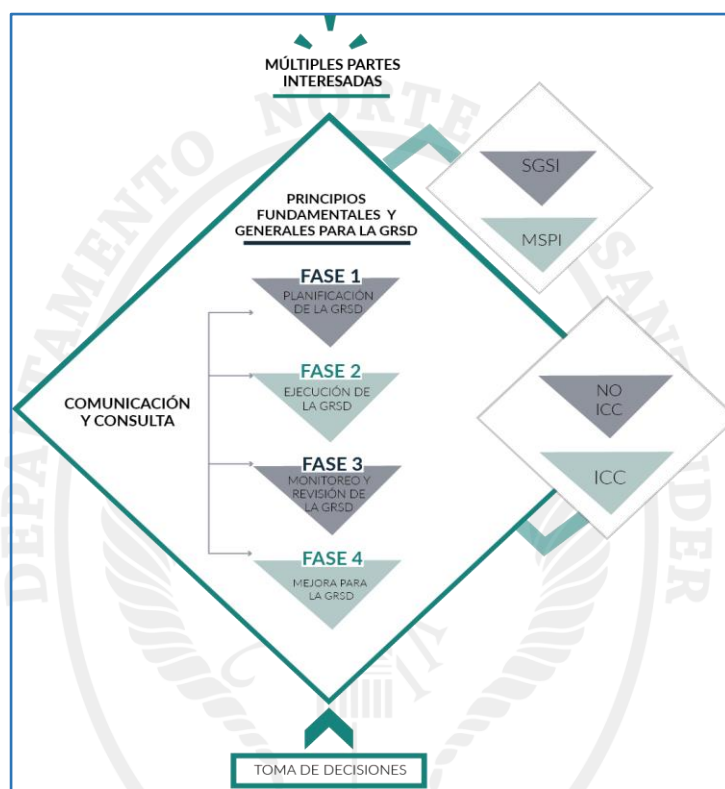 MÚLTIPLES PARTES
INTERESADAS
SGSI
MSPI
PRINCIPIOS
FUNDAMENTALES Y
GENERALES PARA LA GRSD
FASE 1
PLANIFICACIÓN
DE LA GRSD
FASE 2
EJECUCIÓN DE
LA GRSD
COMUNICACIÓN
Y CONSULTA
NO
ICC
ICC
FASE 3
MONITOREO Y
REVISIÓN DE
LA GRSD
FASE 4
MEJORA PARA
LA GRSD
TOMA DE DECISIONES